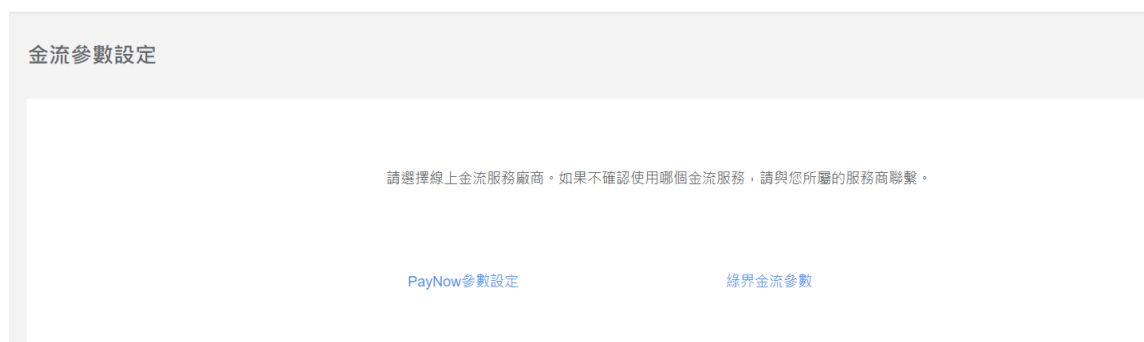 金流參數設定
請選擇線上金流服務廠商。如果不確認使用哪個金流服務，請與您所屬的服務商聯繫。
PayNow參數設定
綠界金流參數